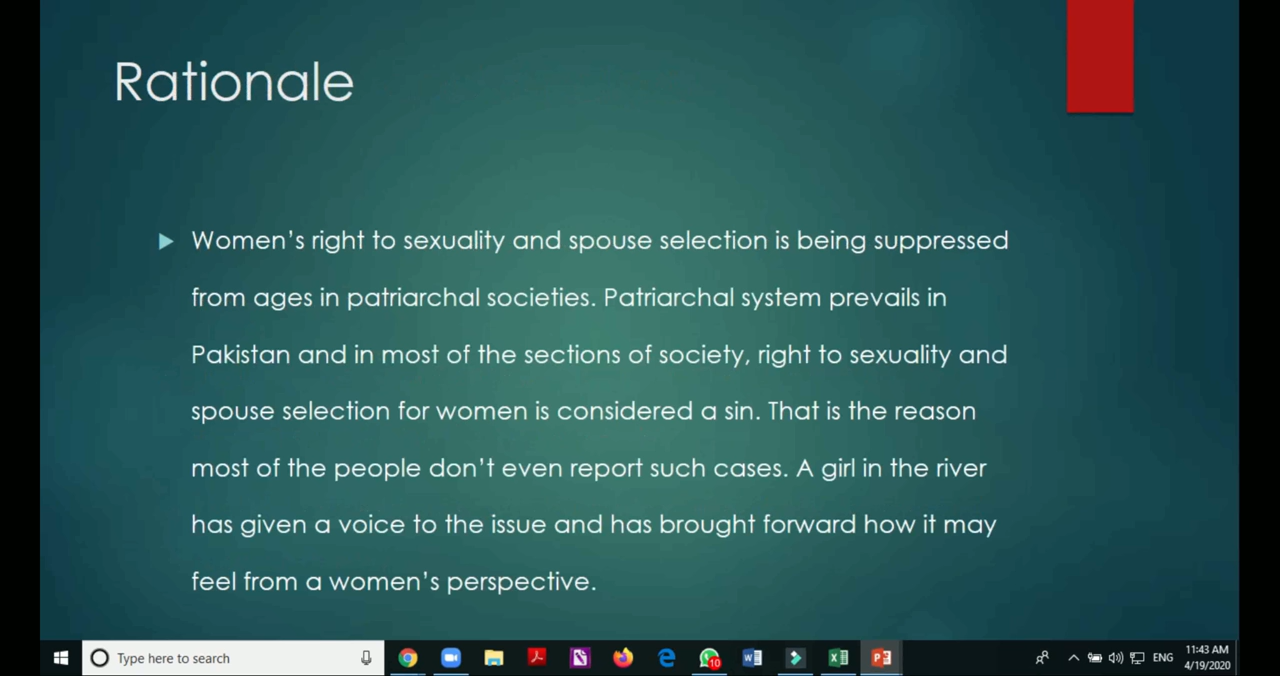 Rationale
Women's right to sexuality and spouse selection is being suppressed
from ages in patriarchal societies. Patriarchal system prevails in
Pakistan and in most of the sections of society, right to sexuality and
spouse selection for women is considered a sin. That is the reason
most of the people don't even report such cases. A girl in the river
has given a voice to the issue and has brought forward how it may
feel from a women's perspective.
Type here to search
10
ENG
11:43 AM
4/19/2020